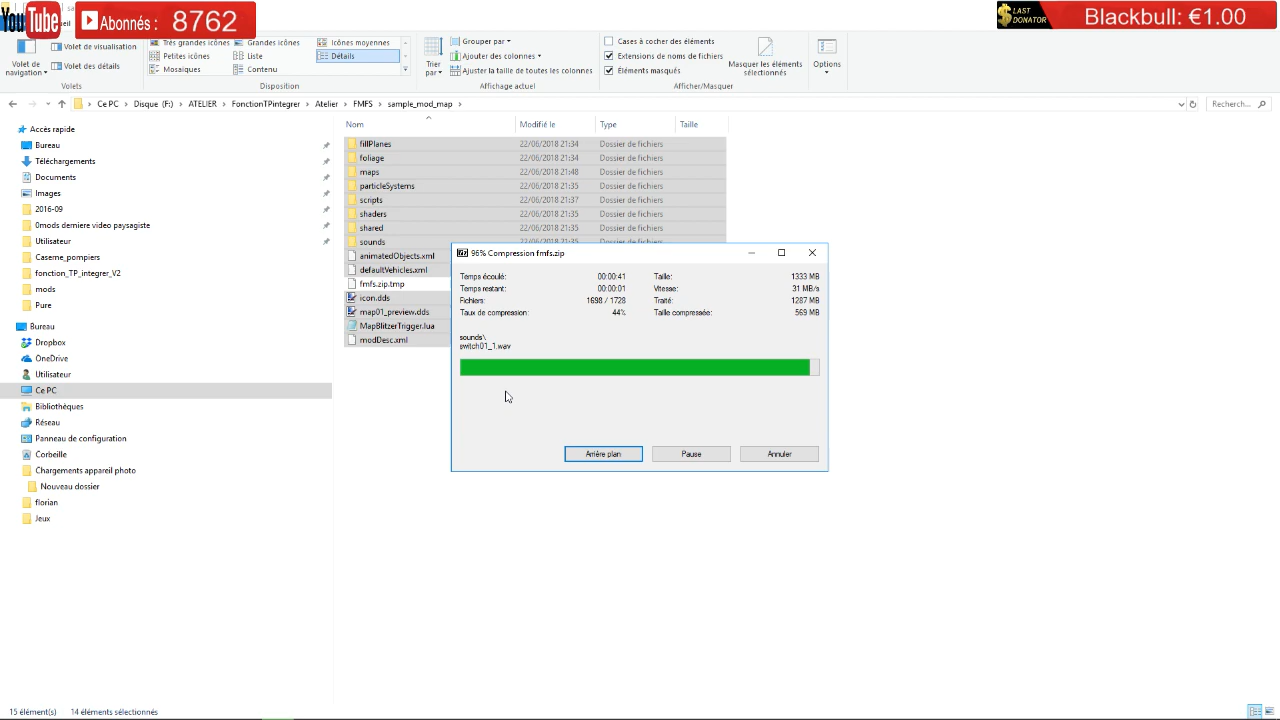 YouTube
Abonnés : 8762
LAST DONATOR
Blackbull: €1.00
Volet de navigation
Volet de visualisation
Volet des détails
Volets
Très grandes icônes
Grandes icônes
Icônes moyennes
Petites icônes
Liste
Détails
Mosaïques
Contenu
Disposition
Trier par
Grouper par
Ajouter des colonnes
Ajuster la taille de toutes les colonnes
Affichage actuel
Cases à cocher des éléments
Extensions de noms de fichiers
Éléments masqués
Masquer les éléments sélectionnés
Afficher/Masquer
Options
Ce PC > Disque (F:) > ATELIER > FonctionTPintegrer > Atelier > FMFS > sample_mod_map >
Recherch...
Accès rapide
Bureau
Téléchargements
Documents
Images
2016-09
0mods derniere video paysagiste
Utilisateur
Caserne_pompiers
fonction_TP_integrer_V2
mods
Pure
Bureau
Dropbox
OneDrive
Utilisateur
Ce PC
Bibliothèques
Réseau
Panneau de configuration
Corbeille
Chargements appareil photo
Nouveau dossier
florian
Jeux
Nom Modifié le Type Taille
fillPlanes 22/06/2018 21:34 Dossier de fichiers
foliage 22/06/2018 21:34 Dossier de fichiers
maps 22/06/2018 21:48 Dossier de fichiers
particleSystems 22/06/2018 21:35 Dossier de fichiers
scripts 22/06/2018 21:37 Dossier de fichiers
shaders 22/06/2018 21:35 Dossier de fichiers
shared 22/06/2018 21:35 Dossier de fichiers
sounds 22/06/2018 21:35 Dossier de fichiers
animatedObjects.xml
defaultVehicles.xml
fmfs.zip.tmp
icon.dds
map01_preview.dds
MapBlitzerTrigger.lua
modDesc.xml
96% Compression fmfs.zip
Temps écoulé: 00:00:41 Taille: 1333 MB
Temps restant: 00:00:01 Vitesse: 31 MB/s
Fichiers: 1698 / 1728 Traité: 1287 MB
Taux de compression: 44% Taille compressée: 569 MB
sounds\
switch01_1.wav
Arrière plan Pause Annuler
15 élément(s) 14 éléments sélectionnés